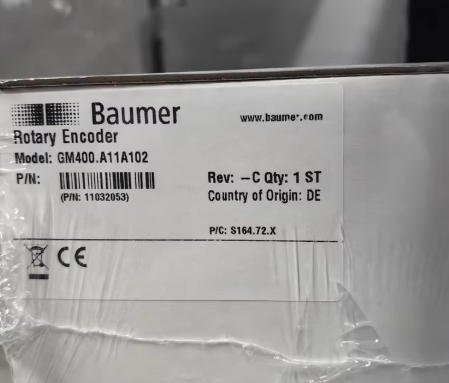 Baumer
www.baumer.com
Rotary Encoder
Model: GM400.A11A102
P/N:
Rev: –C Qty: 1 ST
(P/N: 11032053)
Country of Origin: DE
P/C: S164.72.X
CE